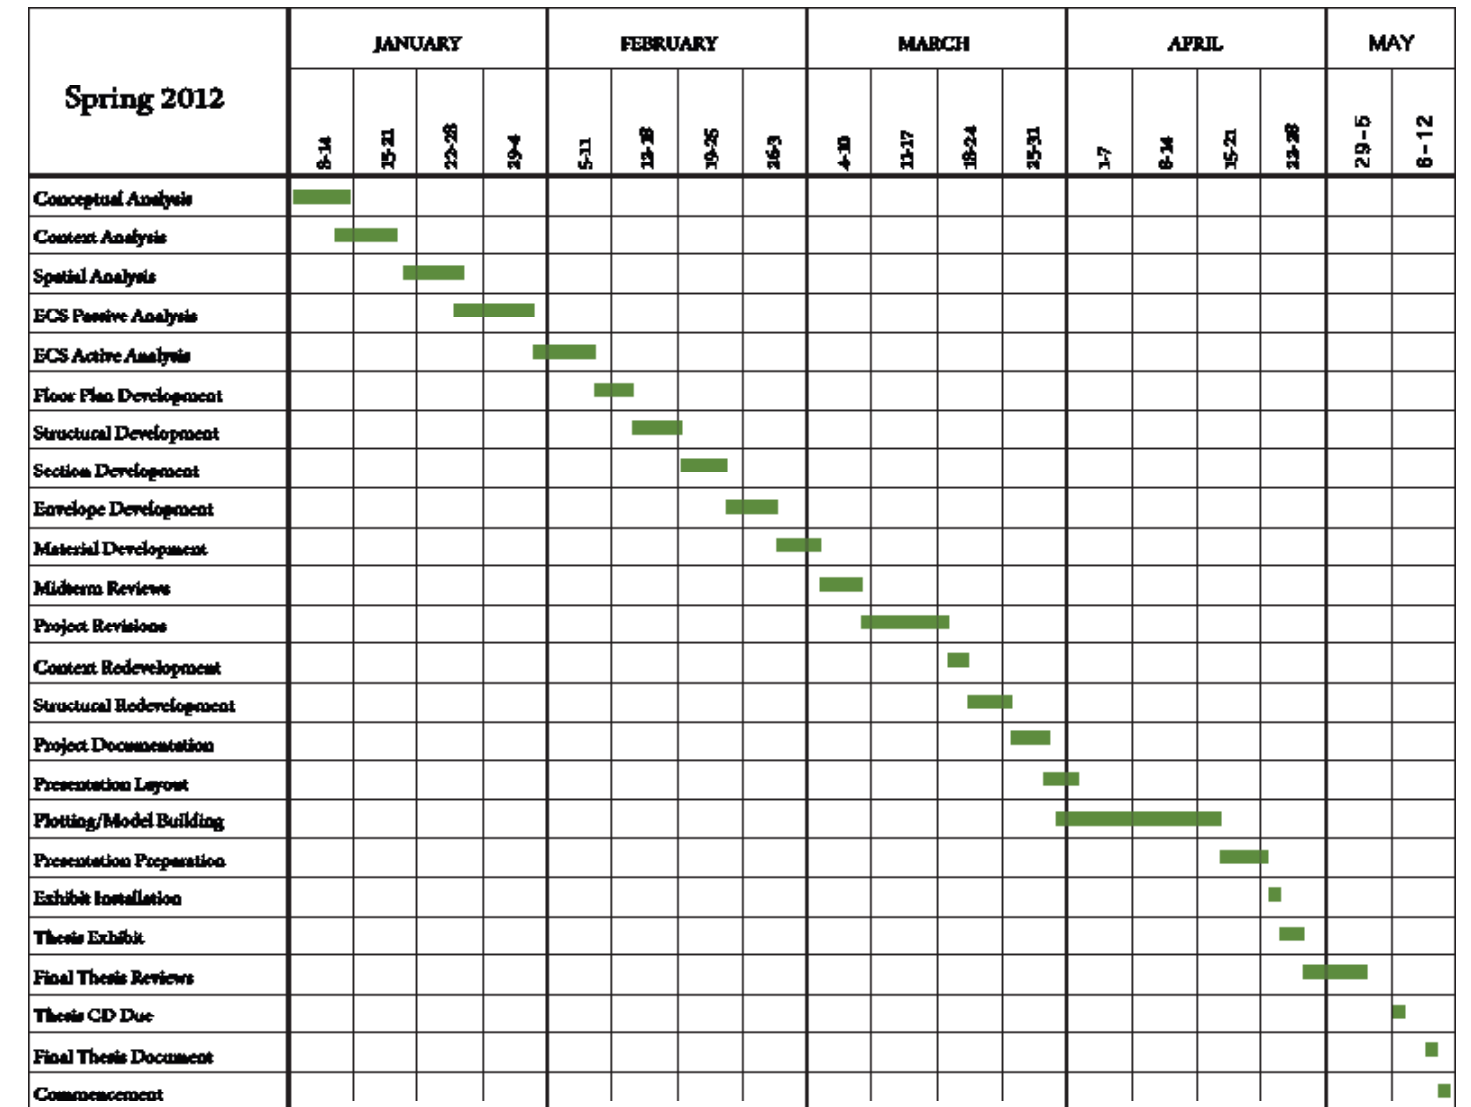 JANUARY FEBRUARY MARCH APRIL MAY
Spring 2012
8-14 15-21 22-28 29-4 5-11 12-18 19-25 26-3 4-10 11-17 18-24 25-31 1-7 8-14 15-21 22-28 29-5 6-12
Conceptual Analysis
Context Analysis
Spatial Analysis
ECS Passive Analysis
ECS Active Analysis
Floor Plan Development
Structural Development
Section Development
Envelope Development
Material Development
Midterm Reviews
Project Revisions
Context Redevelopment
Structural Redevelopment
Project Documentation
Presentation Layout
Plotting/Model Building
Presentation Preparation
Exhibit Installation
Thesis Exhibit
Final Thesis Reviews
Thesis CD Due
Final Thesis Document
Commencement